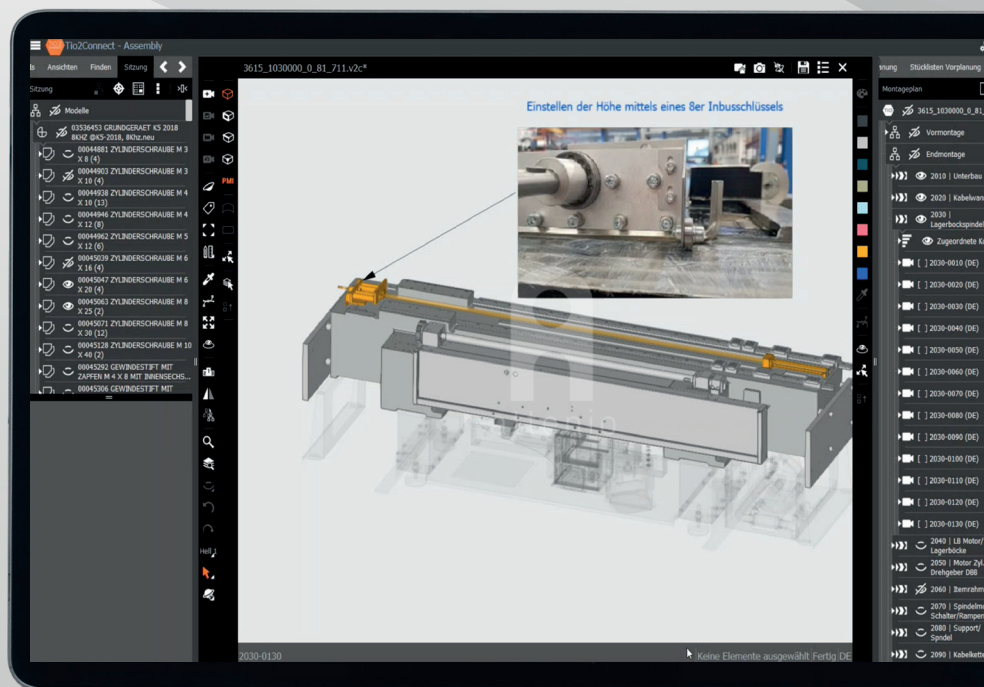 Tio2Connect - Assembly
Ansichten Finden Sitzung
Sitzung
Modelle
03536453 GRUNDGERAET K5 2018
8KHZ @K5-2018, 8Khz.neu
00044881 ZYLINDERSCHRAUBE M 3
X 8 (4)
00044903 ZYLINDERSCHRAUBE M 3
X 10 (4)
00044938 ZYLINDERSCHRAUBE M 4
X 10 (13)
00044946 ZYLINDERSCHRAUBE M 4
X 12 (8)
00044962 ZYLINDERSCHRAUBE M 5
X 12 (6)
00045039 ZYLINDERSCHRAUBE M 6
X 16 (4)
00045047 ZYLINDERSCHRAUBE M 6
X 20 (4)
00045063 ZYLINDERSCHRAUBE M 8
X 25 (2)
00045071 ZYLINDERSCHRAUBE M 8
X 30 (12)
00045128 ZYLINDERSCHRAUBE M 10
X 40 (2)
00045292 GEWINDESTIFT MIT
ZAPFEN M 4 X 8 MIT INNENSECHS...
00045306 GEWINDESTIFT MIT
PMI
Hell 1
3615_1030000_0_81_711.v2c*
Einstellen der Höhe mittels eines 8er Inbusschlüssels
2030-0130
Keine Elemente ausgewählt Fertig DE
Stücklisten Vorplanung
Montageplan
3615_1030000_0_81
Vormontage
Endmontage
2010 | Unterbau
2020 | Kabelwan
2030 |
Lagerbockspindel
Zugeordnete K
[ ] 2030-0010 (DE)
[ ] 2030-0020 (DE)
[ ] 2030-0030 (DE)
[ ] 2030-0040 (DE)
[ ] 2030-0050 (DE)
[ ] 2030-0060 (DE)
[ ] 2030-0070 (DE)
[ ] 2030-0080 (DE)
[ ] 2030-0090 (DE)
[ ] 2030-0100 (DE)
[ ] 2030-0110 (DE)
[ ] 2030-0120 (DE)
[ ] 2030-0130 (DE)
2040 | LB Motor/
Lagerböcke
2050 | Motor Zyl.
Drehgeber DBB
2060 | Itemrahm
2070 | Spindelm
Schalter/Rampen
2080 | Support/
Spndel
2090 | Kabelkett